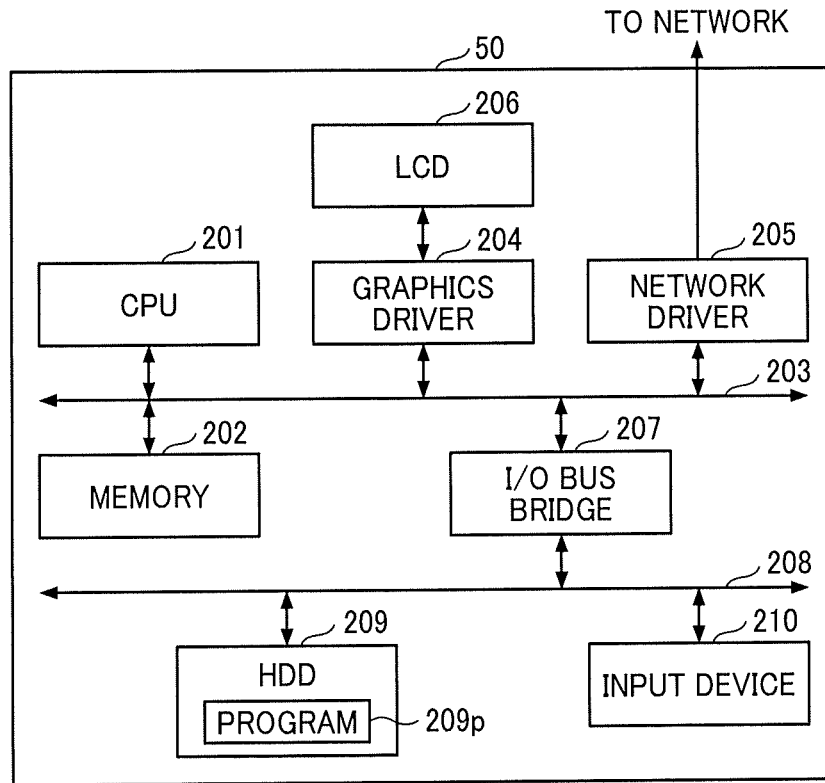 TO NETWORK
50
206
LCD
201
CPU
204
GRAPHICS
DRIVER
205
NETWORK
DRIVER
203
202
MEMORY
207
I/O BUS
BRIDGE
208
209
HDD
PROGRAM
209p
210
INPUT DEVICE